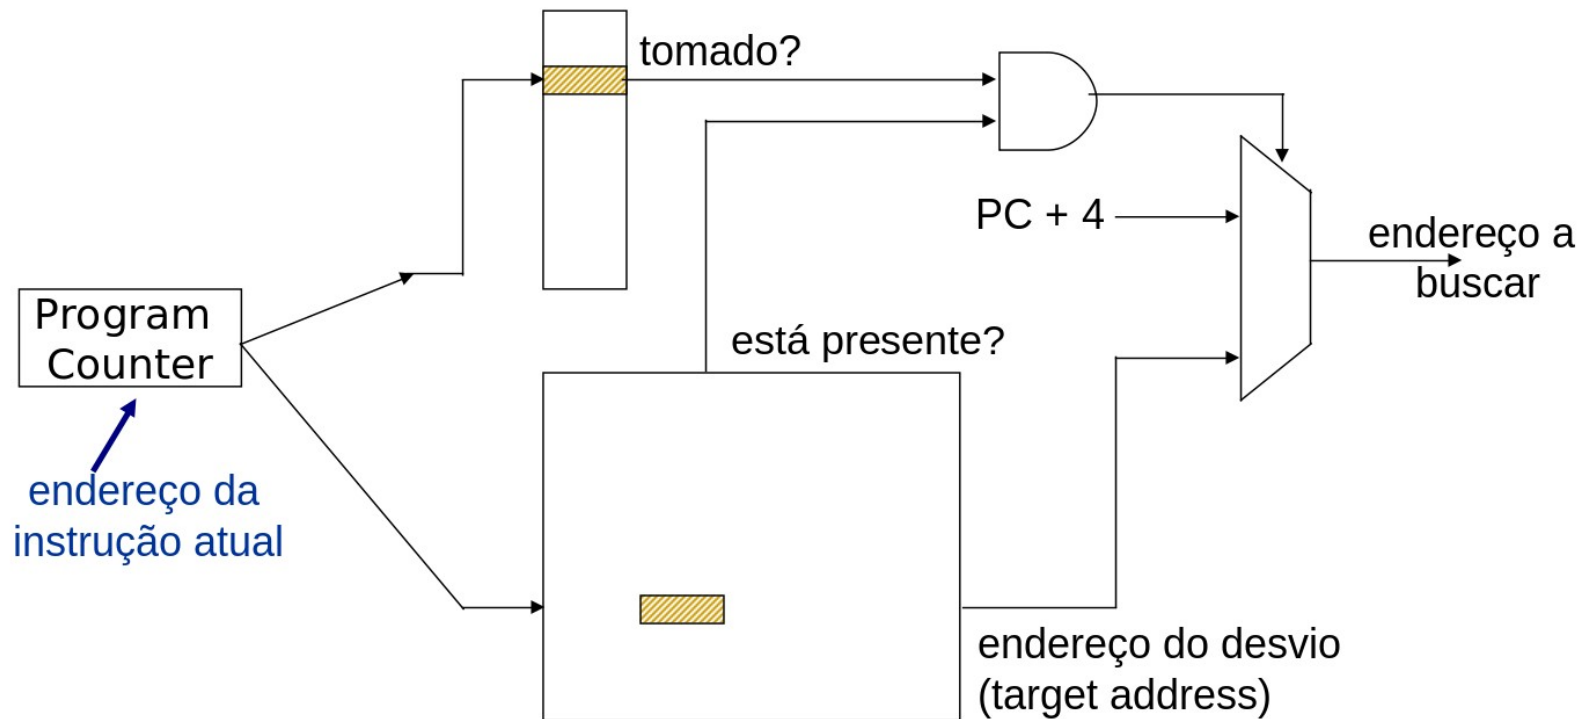 tomado?
PC + 4
endereço a
buscar
Program
Counter
está presente?
endereço da
instrução atual
endereço do desvio
(target address)